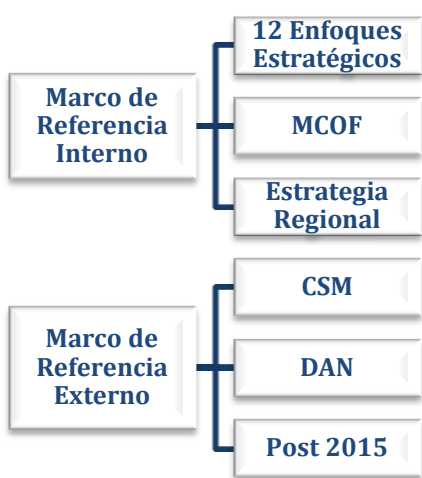 Marco de
Referencia
Interno
12 Enfoques
Estratégicos
MCOF
Estrategia
Regional
Marco de
Referencia
Externo
CSM
DAN
Post 2015